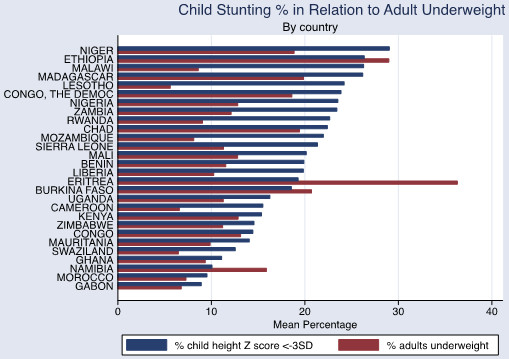 Child Stunting % in Relation to Adult Underweight
By country
NIGER
ETHIOPIA
MALAWI
MADAGASCAR
LESOTHO
CONGO, THE DEMOC
NIGERIA
ZAMBIA
RWANDA
CHAD
MOZAMBIQUE
SIERRA LEONE
MALI
BENIN
LIBERIA
ERITREA
BURKINA FASO
UGANDA
CAMEROON
KENYA
ZIMBABWE
CONGO
MAURITANIA
SWAZILAND
GHANA
NAMIBIA
MOROCCO
GABON
0 10 20 30 40
Mean Percentage
% child height Z score <-3SD % adults underweight